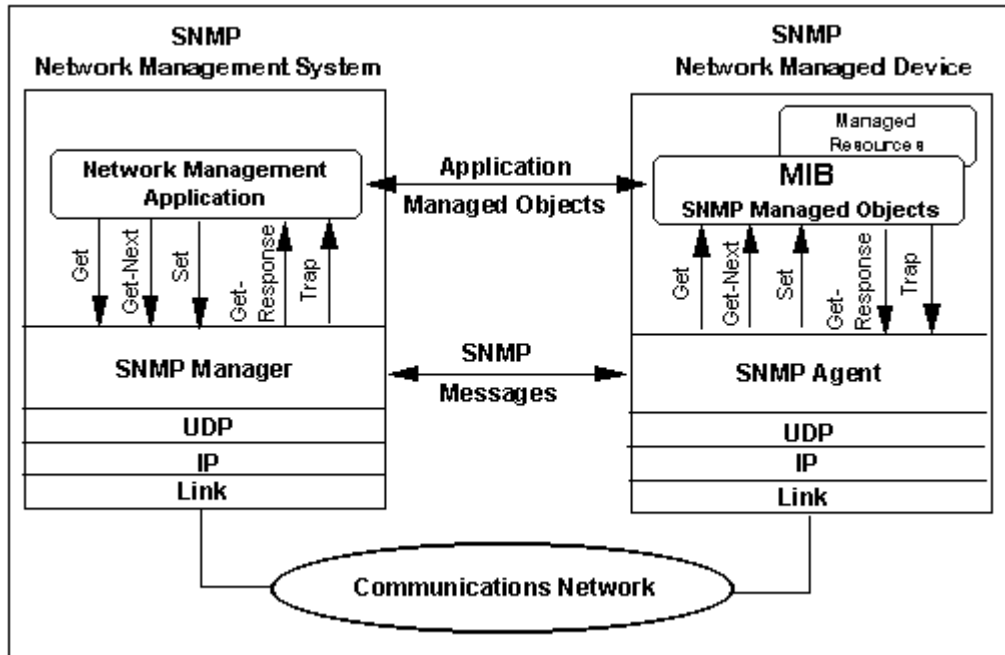 SNMP
Network Management System
SNMP
Network Managed Device
Managed
Resources
Network Management
Application
Application
Managed Objects
MIB
SNMP Managed Objects
Get
Get-Next
Set
Get-
Response
Trap
Get
Get-Next
Set
Get-
Response
Trap
SNMP Manager
SNMP
Messages
SNMP Agent
UDP
IP
Link
UDP
IP
Link
Communications Network